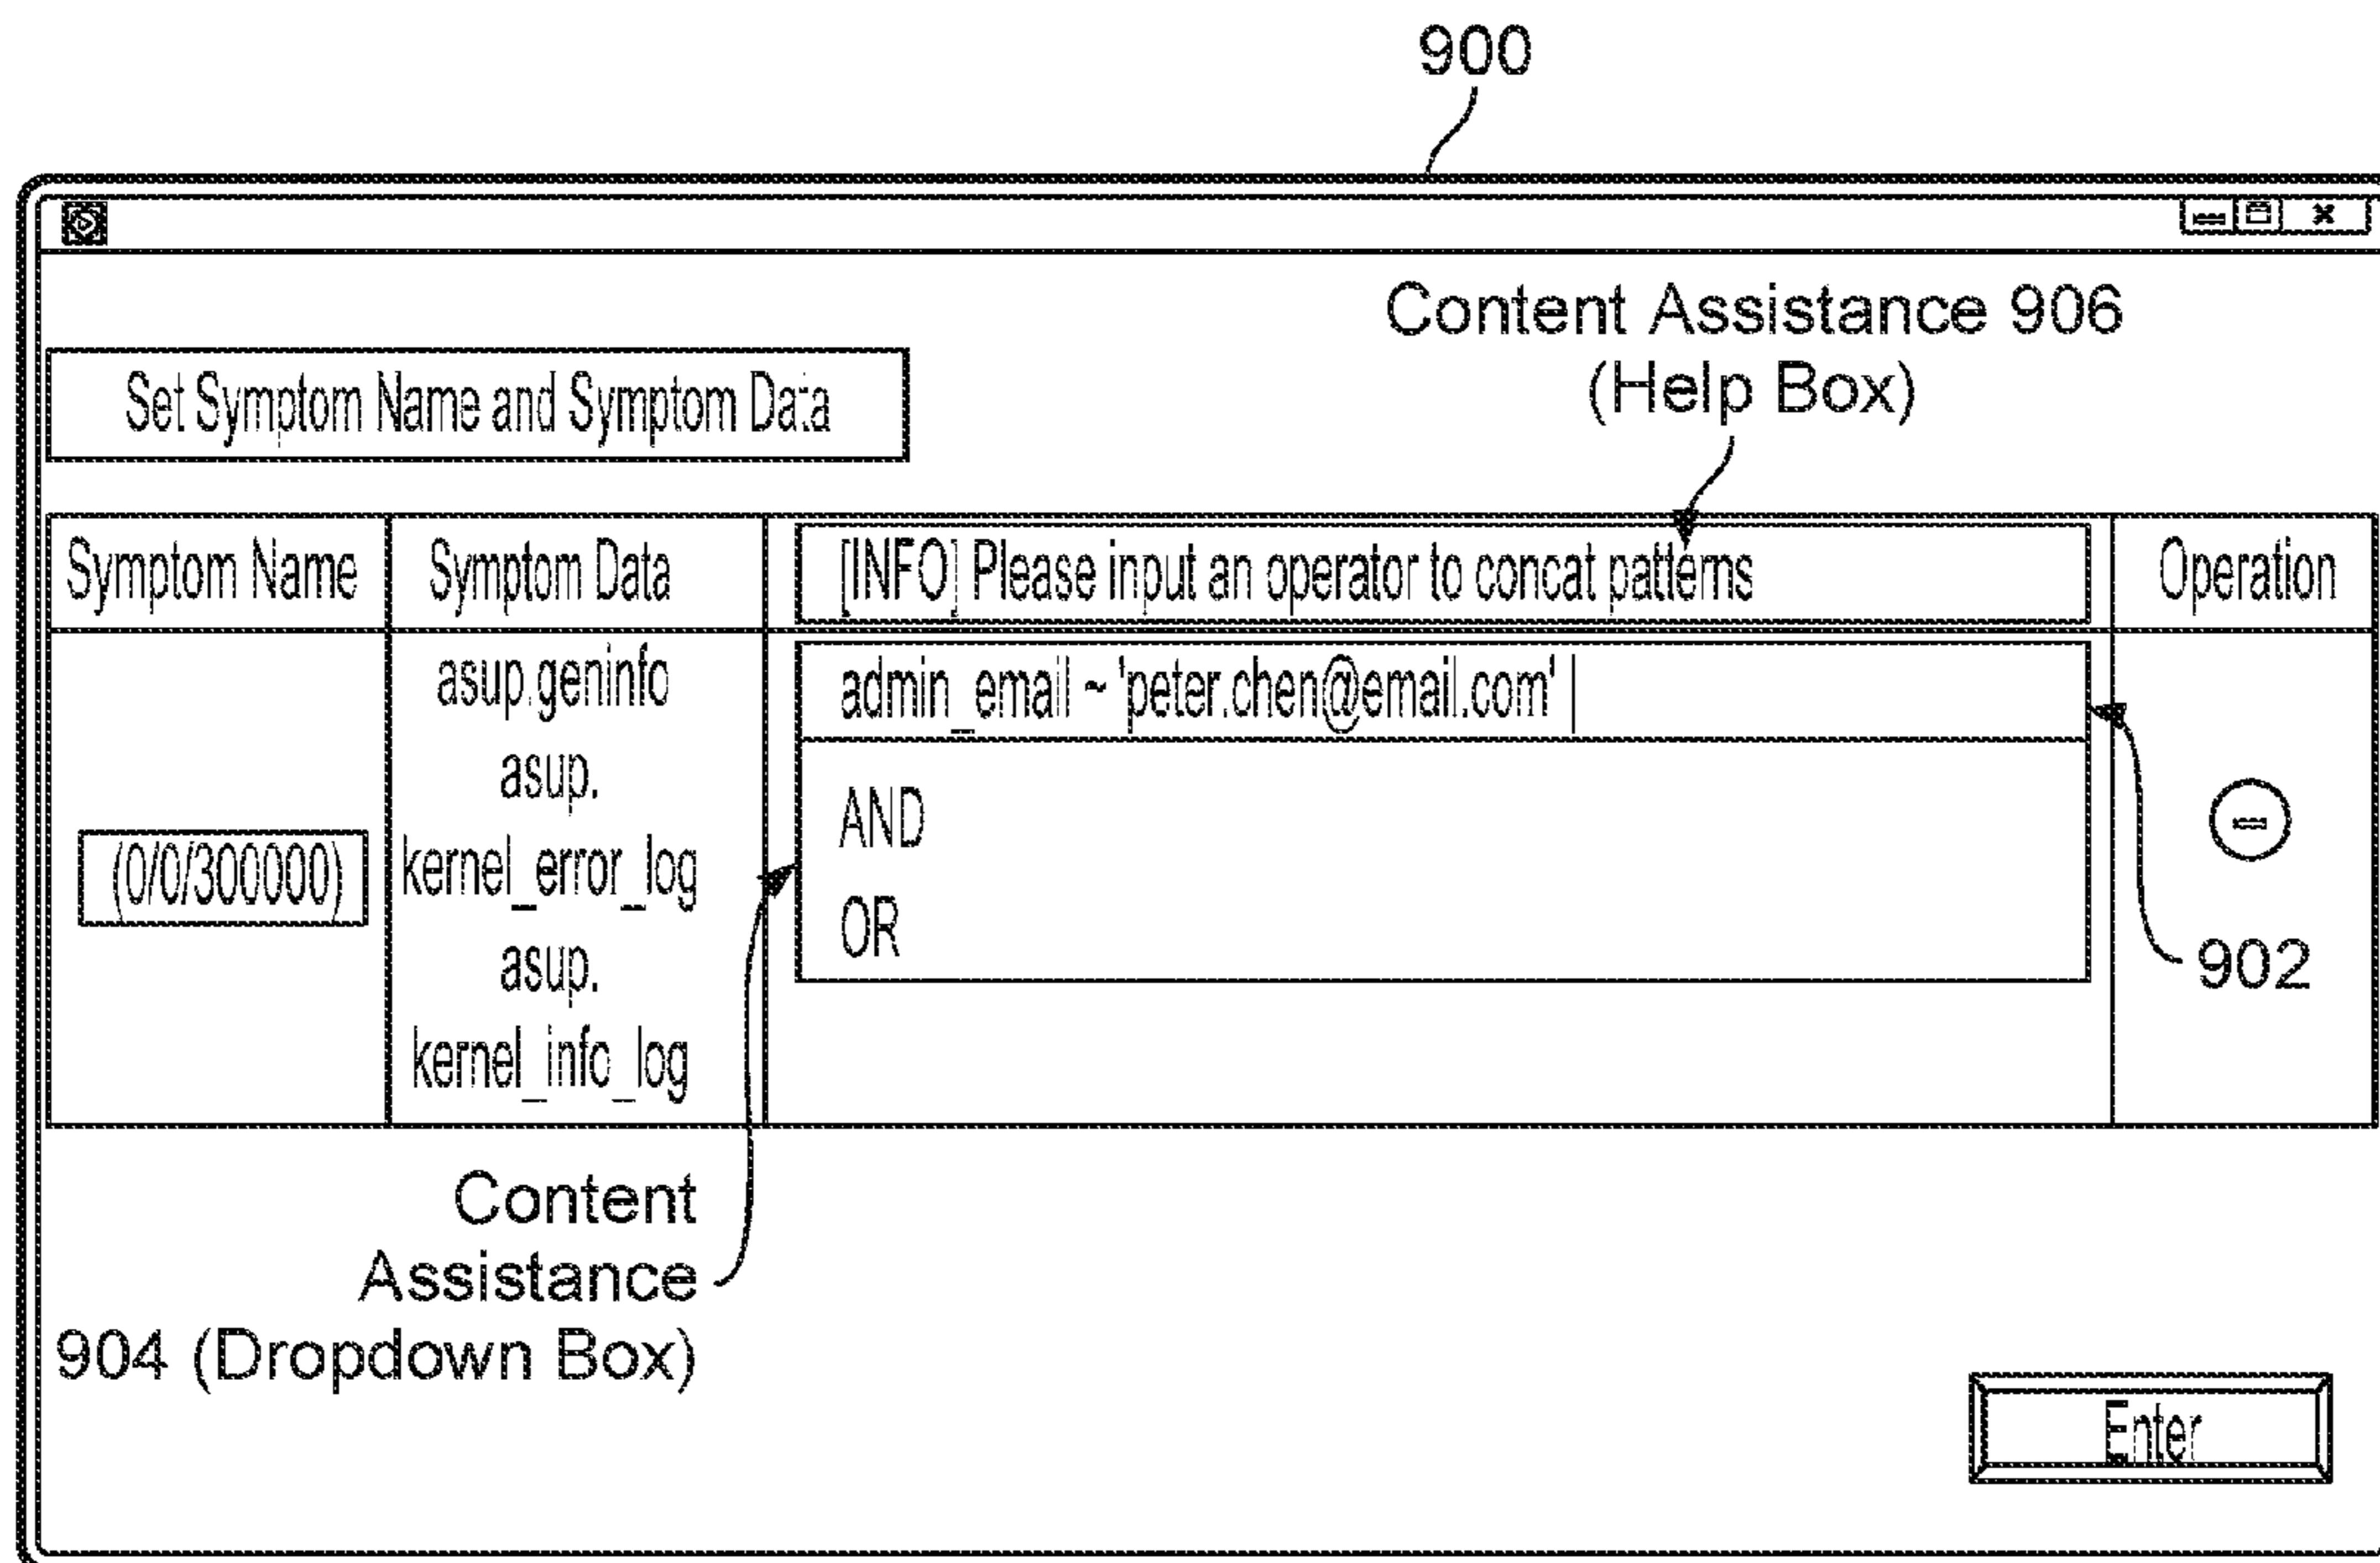 900
Content Assistance 906
(Help Box)
Set Symptom Name and Symptom Data
Symptom Name
Symptom Data
[INFO] Please input an operator to concat patterns
Operation
(0/0/300000)
asup.geninfo
asup.
kernel_error_log
asup.
kernel_info_log
admin_email ~ 'peter.chen@email.com' |
AND
OR
902
Content
Assistance
904 (Dropdown Box)
Enter